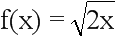 f(x) = √2x